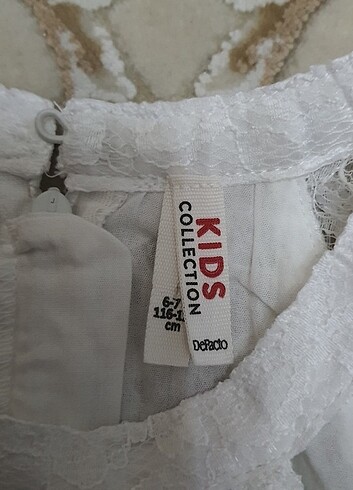 KIDS
COLLECTION
6-7
116-1
cm
DeFacto